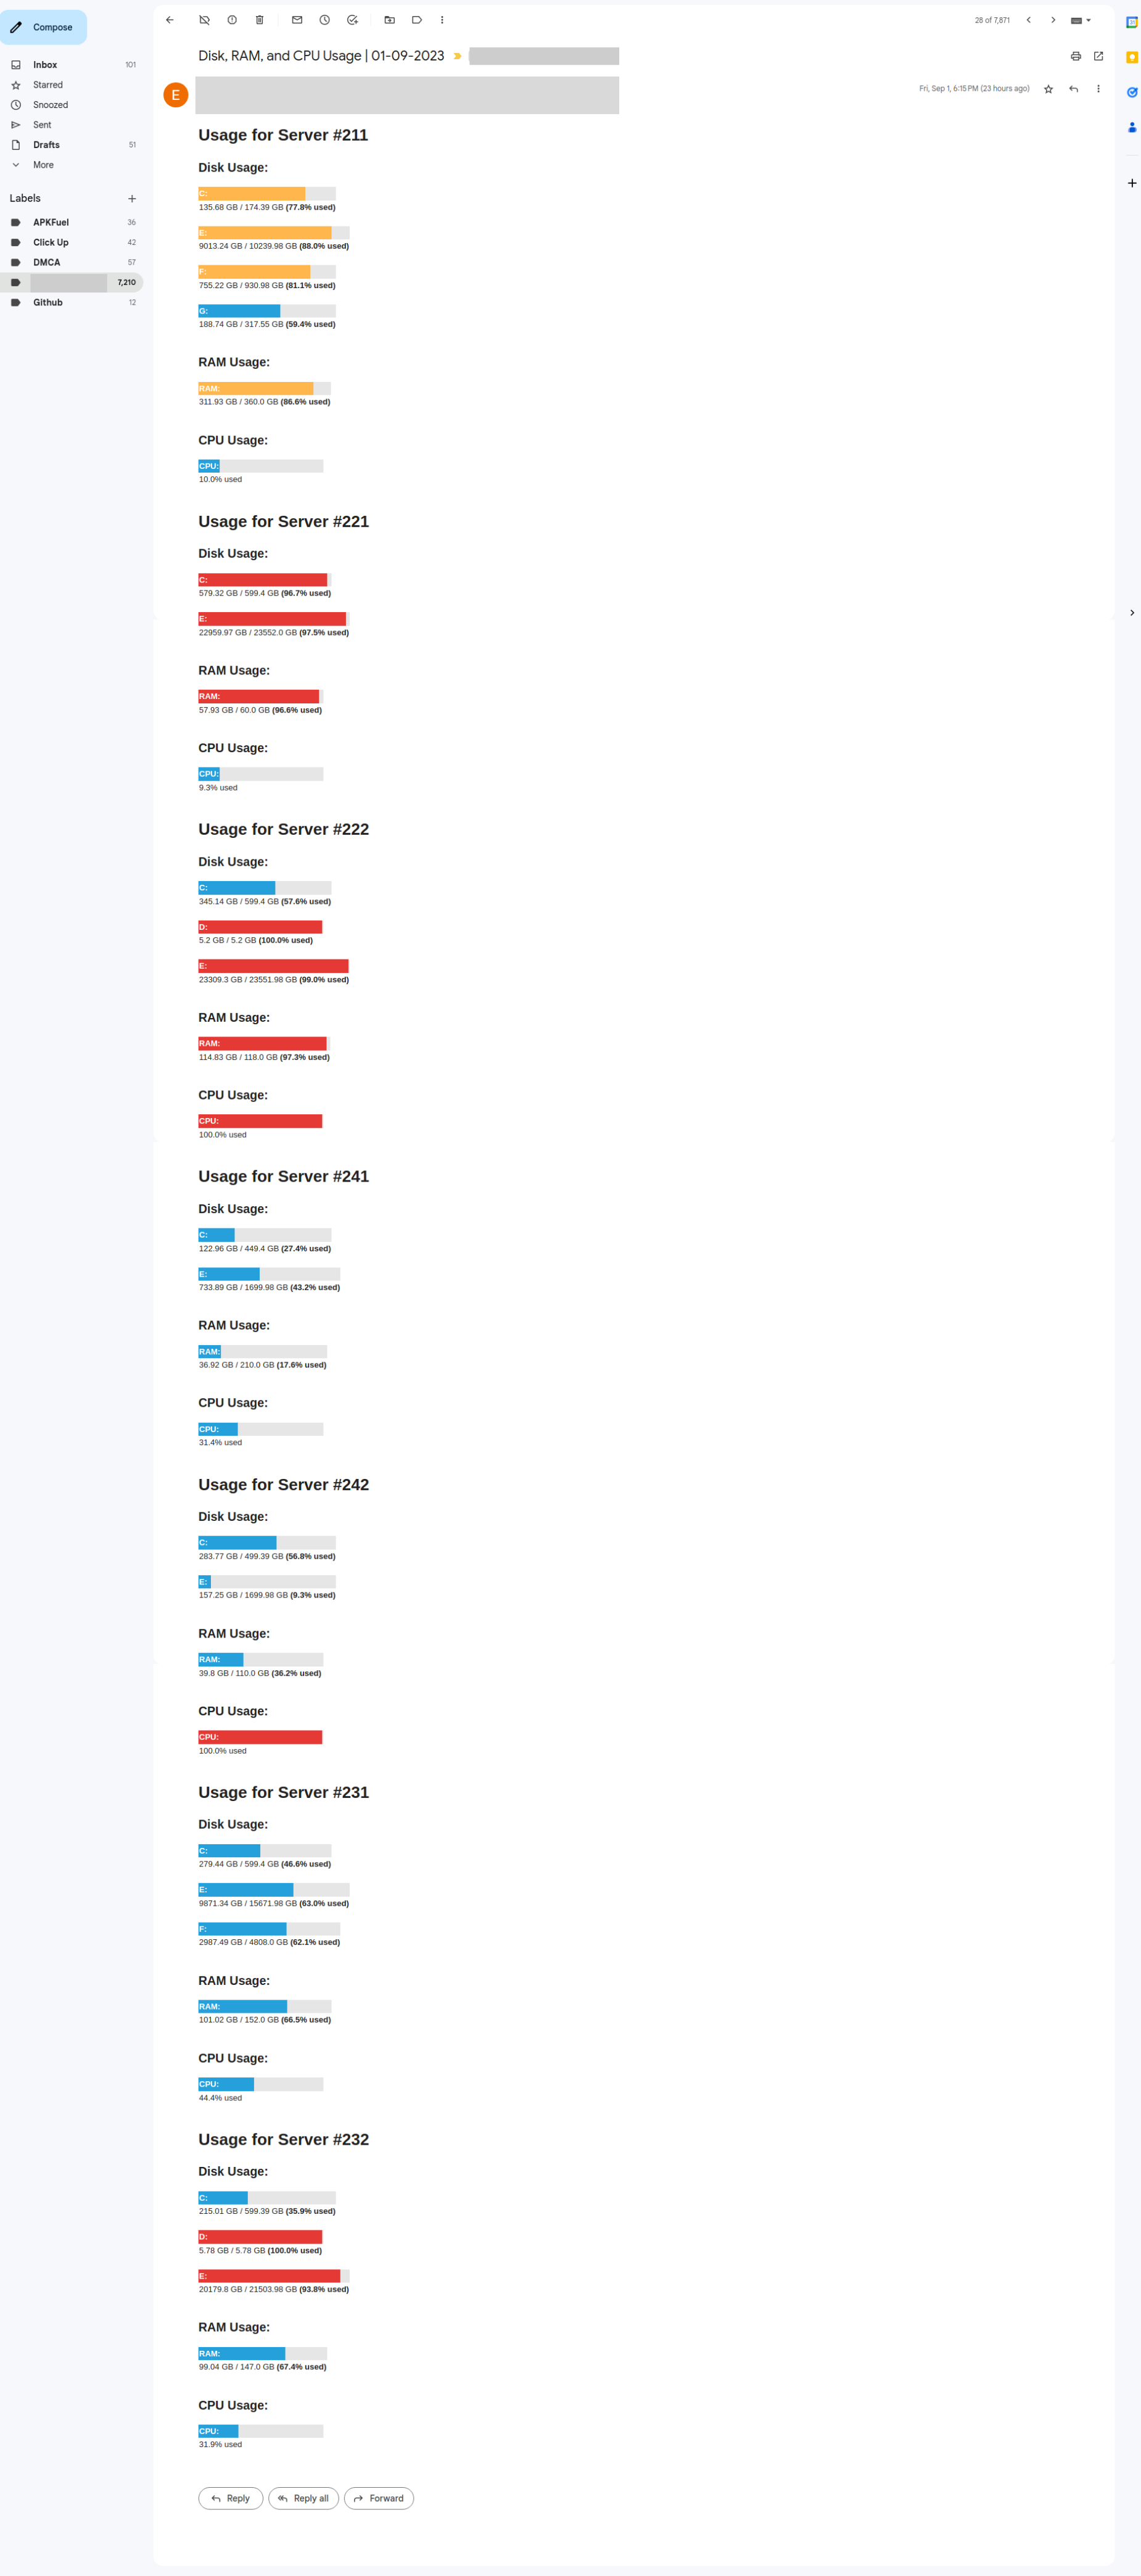 Compose
28 of 7,871
Disk, RAM, and CPU Usage | 01-09-2023
Inbox 101
Starred
Snoozed
Sent
Drafts 51
More
Labels
APKFuel 36
Click Up 42
DMCA 57
7,210
Github 12
E
Fri, Sep 1, 6:15 PM (23 hours ago)
Usage for Server #211
Disk Usage:
C:
135.68 GB / 174.39 GB (77.8% used)
E:
9013.24 GB / 10239.98 GB (88.0% used)
F:
755.22 GB / 930.98 GB (81.1% used)
G:
188.74 GB / 317.55 GB (59.4% used)
RAM Usage:
RAM:
311.93 GB / 360.0 GB (86.6% used)
CPU Usage:
CPU:
10.0% used
Usage for Server #221
Disk Usage:
C:
579.32 GB / 599.4 GB (96.7% used)
E:
22959.97 GB / 23552.0 GB (97.5% used)
RAM Usage:
RAM:
57.93 GB / 60.0 GB (96.6% used)
CPU Usage:
CPU:
9.3% used
Usage for Server #222
Disk Usage:
C:
345.14 GB / 599.4 GB (57.6% used)
D:
5.2 GB / 5.2 GB (100.0% used)
E:
23309.3 GB / 23551.98 GB (99.0% used)
RAM Usage:
RAM:
114.83 GB / 118.0 GB (97.3% used)
CPU Usage:
CPU:
100.0% used
Usage for Server #241
Disk Usage:
C:
122.96 GB / 449.4 GB (27.4% used)
E:
733.89 GB / 1699.98 GB (43.2% used)
RAM Usage:
RAM:
36.92 GB / 210.0 GB (17.6% used)
CPU Usage:
CPU:
31.4% used
Usage for Server #242
Disk Usage:
C:
283.77 GB / 499.39 GB (56.8% used)
E:
157.25 GB / 1699.98 GB (9.3% used)
RAM Usage:
RAM:
39.8 GB / 110.0 GB (36.2% used)
CPU Usage:
CPU:
100.0% used
Usage for Server #231
Disk Usage:
C:
279.44 GB / 599.4 GB (46.6% used)
E:
9871.34 GB / 15671.98 GB (63.0% used)
F:
2987.49 GB / 4808.0 GB (62.1% used)
RAM Usage:
RAM:
101.02 GB / 152.0 GB (66.5% used)
CPU Usage:
CPU:
44.4% used
Usage for Server #232
Disk Usage:
C:
215.01 GB / 599.39 GB (35.9% used)
D:
5.78 GB / 5.78 GB (100.0% used)
E:
20179.8 GB / 21503.98 GB (93.8% used)
RAM Usage:
RAM:
99.04 GB / 147.0 GB (67.4% used)
CPU Usage:
CPU:
31.9% used
Reply
Reply all
Forward